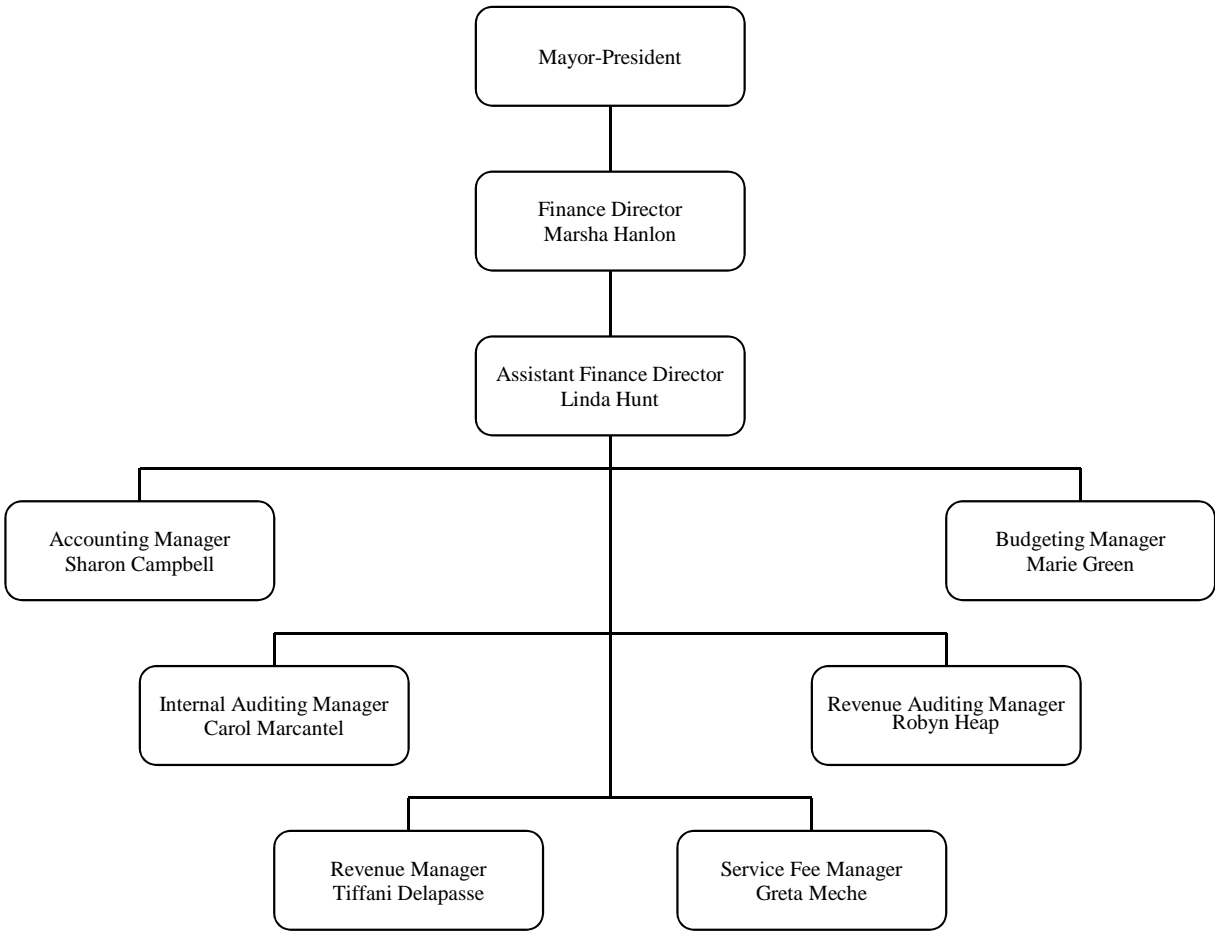 Mayor-President
Finance Director
Marsha Hanlon
Assistant Finance Director
Linda Hunt
Accounting Manager
Sharon Campbell
Budgeting Manager
Marie Green
Internal Auditing Manager
Carol Marcantel
Revenue Auditing Manager
Robyn Heap
Revenue Manager
Tiffani Delapasse
Service Fee Manager
Greta Meche